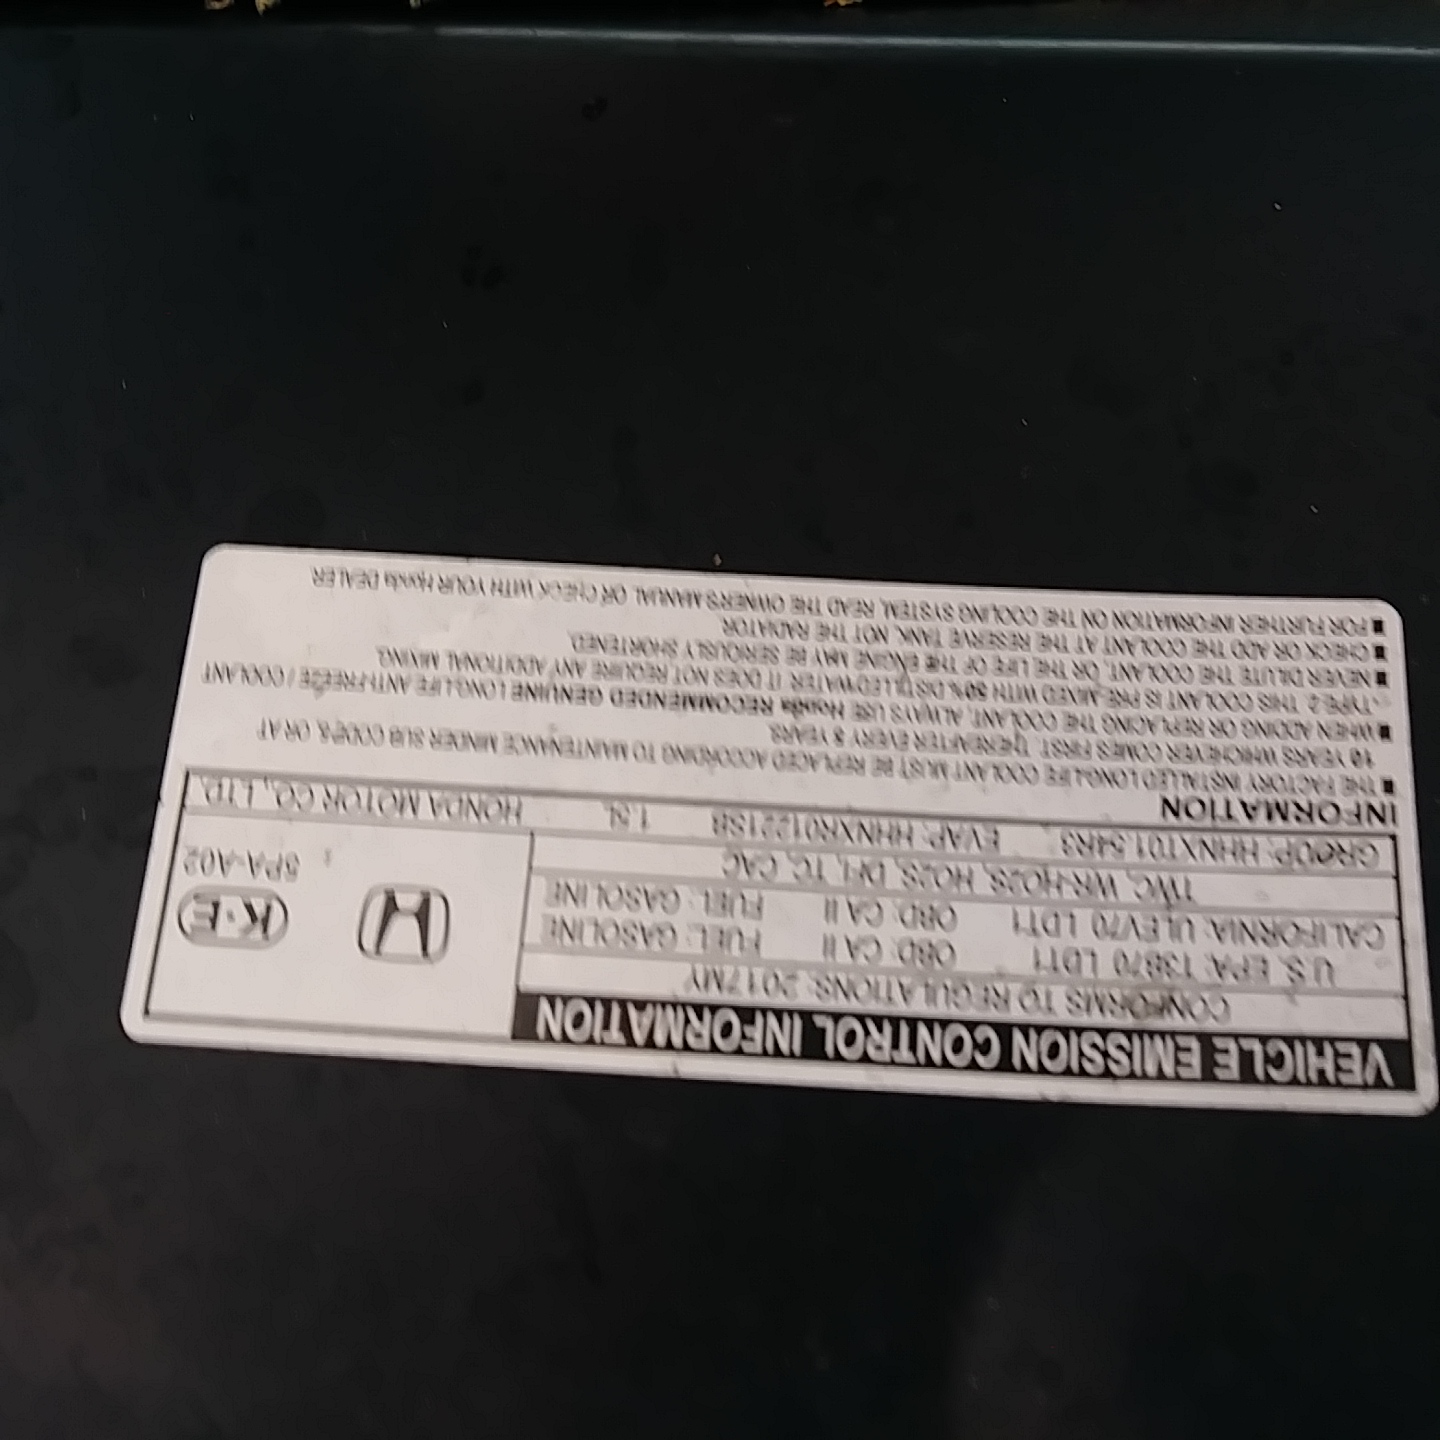 VEHICLE EMISSION CONTROL INFORMATION
CONFORMS TO REGULATIONS: 2017MY
U.S. EPA: T3B70 LDT1 OBD: CA II FUEL: GASOLINE
CALIFORNIA: ULEV70 LDT1 OBD: CA II FUEL: GASOLINE
TWC, WR-HO2S, HO2S, DFI, TC, CAC
GROUP: HHNXT01.54R3 EVAP: HHNXR01221SB 1.5L HONDA MOTOR CO., LTD.
K·E
5PA-A02
INFORMATION
■ THE FACTORY INSTALLED LONG-LIFE COOLANT MUST BE REPLACED ACCORDING TO MAINTENANCE MINDER SUB CODE 5, OR AT
10 YEARS WHICHEVER COMES FIRST, THEREAFTER EVERY 5 YEARS.
■ WHEN ADDING OR REPLACING THE COOLANT, ALWAYS USE Honda RECOMMENDED GENUINE LONG-LIFE ANTI-FREEZE / COOLANT
-TYPE 2. THIS COOLANT IS PRE-MIXED WITH 50% DISTILLED WATER. IT DOES NOT REQUIRE ANY ADDITIONAL MIXING.
■ NEVER DILUTE THE COOLANT, OR THE LIFE OF THE ENGINE MAY BE SERIOUSLY SHORTENED.
■ CHECK OR ADD THE COOLANT AT THE RESERVE TANK, NOT THE RADIATOR.
■ FOR FURTHER INFORMATION ON THE COOLING SYSTEM, READ THE OWNER'S MANUAL OR CHECK WITH YOUR Honda DEALER